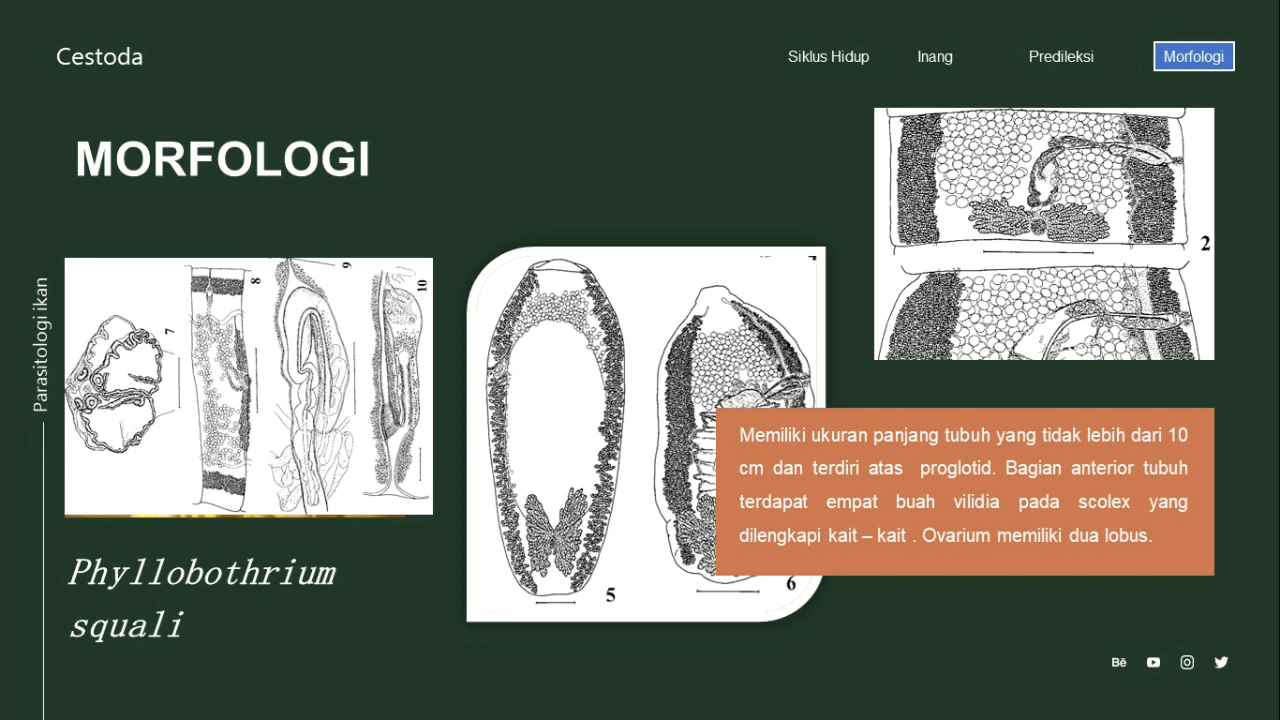 Cestoda
Siklus Hidup
Inang
Predileksi
Morfologi
MORFOLOGI
Parasitologi ikan
7
8
9
10
5
6
2
Memiliki ukuran panjang tubuh yang tidak lebih dari 10
cm dan terdiri atas proglotid. Bagian anterior tubuh
terdapat empat buah vilidia pada scolex yang
dilengkapi kait – kait . Ovarium memiliki dua lobus.
Phyllobothrium
squali
Bē